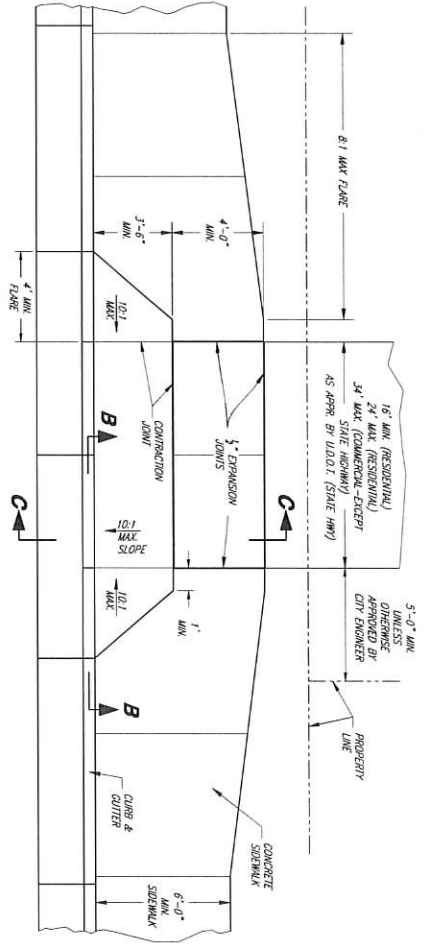 8:1 MAX FLARE
16' MIN. (RESIDENTIAL)
24' MAX. (RESIDENTIAL)
34' MAX. (COMMERCIAL-EXCEPT
STATE HIGHWAY)
AS APPR. BY U.D.O.T. (STATE HWY)
5'-0" MIN.
UNLESS
OTHERWISE
APPROVED BY
CITY ENGINEER
PROPERTY
LINE
4'-0"
MIN.
3'-6"
MIN.
EXPANSION
JOINTS
C
1'
MIN.
CONCRETE
SIDEWALK
10:1
MAX.
CONTRACTION
JOINT
10:1
MAX.
SLOPE
10:1
MAX.
6'-0"
MIN.
SIDEWALK
4' MIN.
FLARE
B
C
B
CURB &
GUTTER